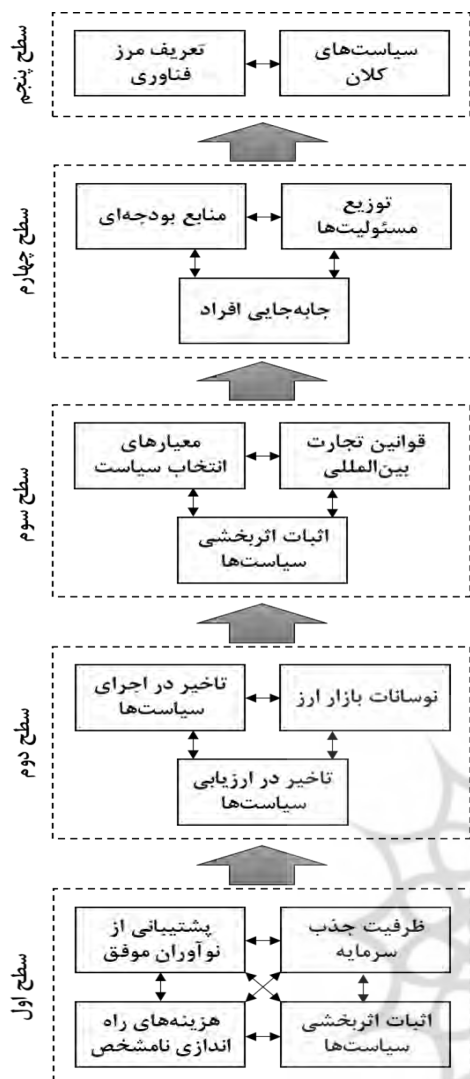 سطح پنجم
سیاست‌های
کلان
تعریف مرز
فناوری
سطح چهارم
توزیع
مسئولیت‌ها
منابع بودجه‌ای
جابه‌جایی افراد
سطح سوم
قوانین تجارت
بین‌المللی
معیارهای
انتخاب سیاست
اثبات اثربخشی
سیاست‌ها
سطح دوم
نوسانات بازار ارز
تاخیر در اجرای
سیاست‌ها
تاخیر در ارزیابی
سیاست‌ها
سطح اول
ظرفیت جذب
سرمایه
پشتیبانی از
نوآوران موفق
اثبات اثربخشی
سیاست‌ها
هزینه‌های راه
اندازی نامشخص